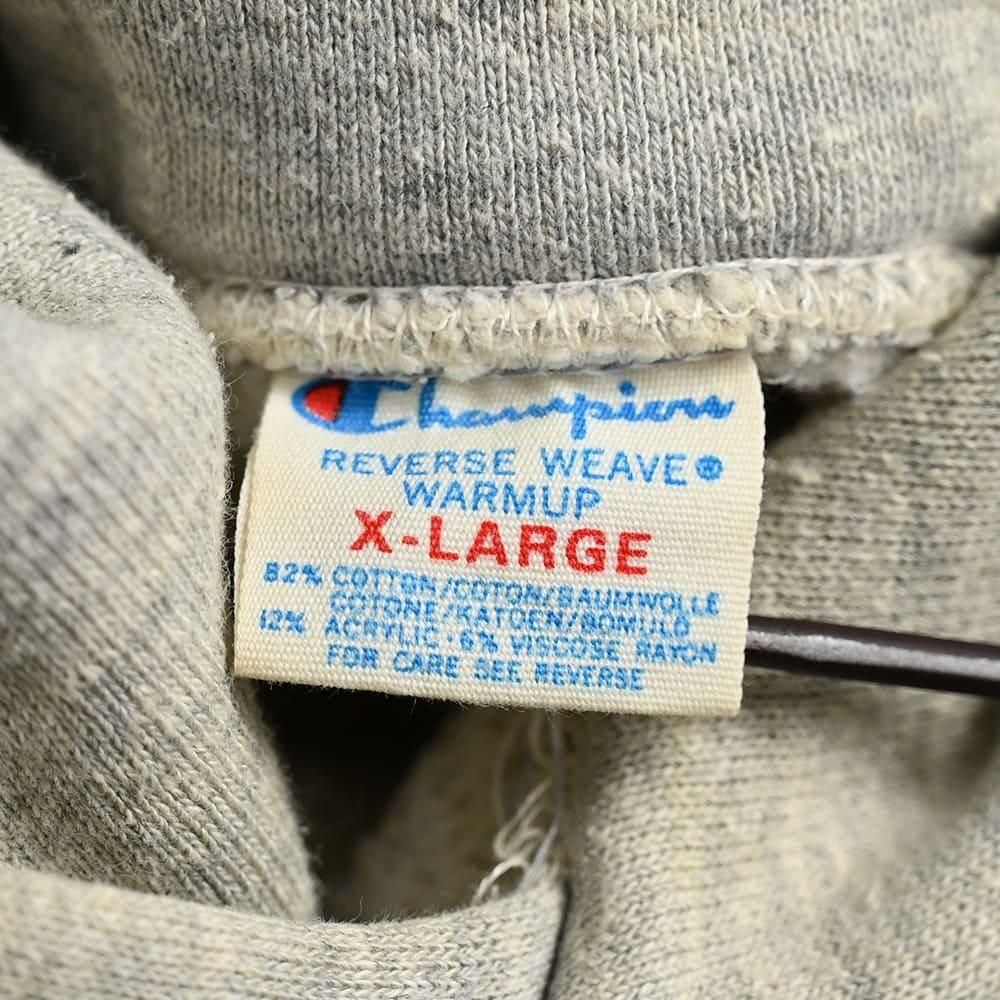 Champion
REVERSE WEAVE®
WARMUP
X-LARGE
82% COTTON/COTON/BAUMWOLLE
COTONE/KATOEN/BOMULD
12% ACRYLIC · 6% VISCOSE RAYON
FOR CARE SEE REVERSE